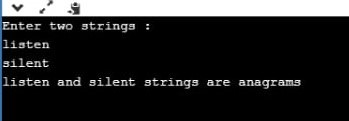 Enter two strings :
listen
silent
listen and silent strings are anagrams